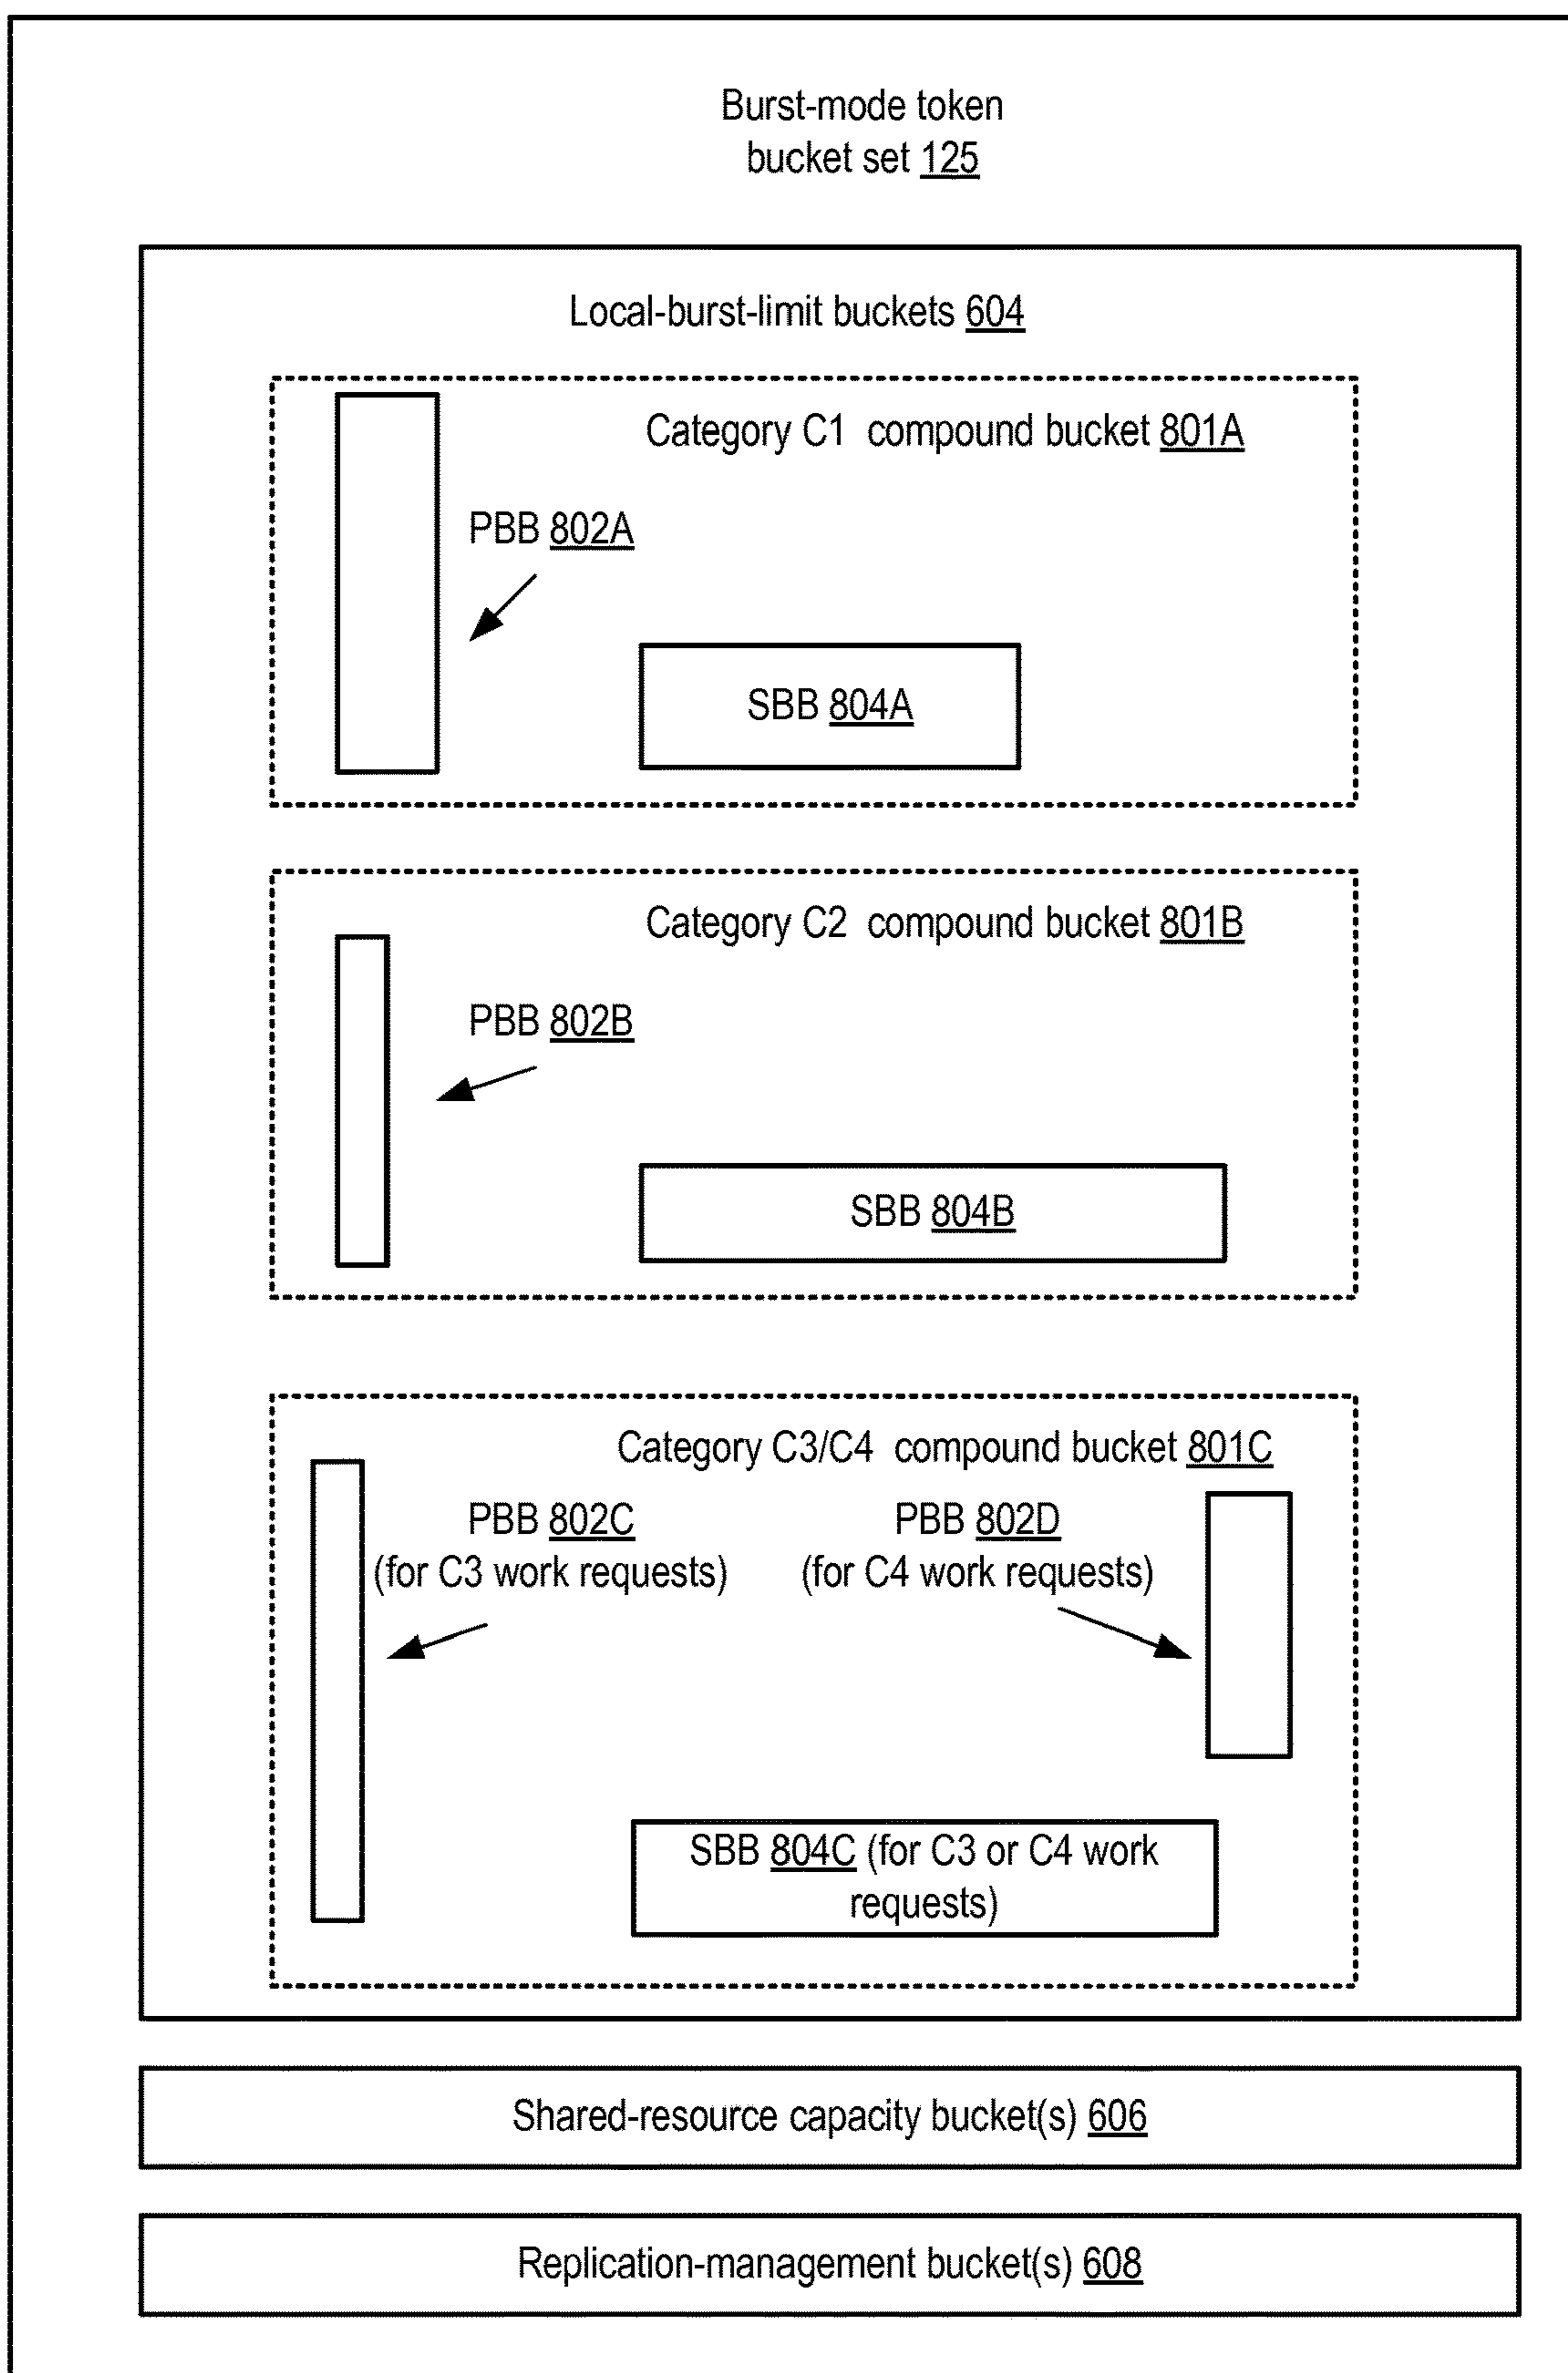 Burst-mode token
bucket set 125
Local-burst-limit buckets 604
Category C1 compound bucket 801A
PBB 802A
SBB 804A
Category C2 compound bucket 801B
PBB 802B
SBB 804B
Category C3/C4 compound bucket 801C
PBB 802C
(for C3 work requests)
PBB 802D
(for C4 work requests)
SBB 804C (for C3 or C4 work
requests)
Shared-resource capacity bucket(s) 606
Replication-management bucket(s) 608